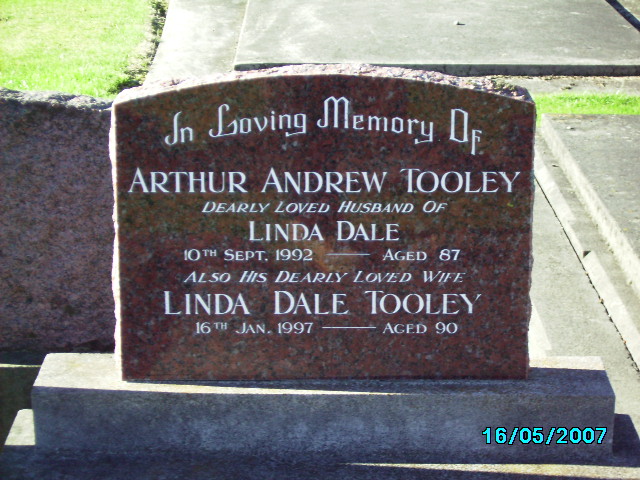 In Loving Memory Of
ARTHUR ANDREW TOOLEY
DEARLY LOVED HUSBAND OF
LINDA DALE
10TH SEPT. 1992 —— AGED 87
ALSO HIS DEARLY LOVED WIFE
LINDA DALE TOOLEY
16TH JAN. 1997 —— AGED 90
16/05/2007